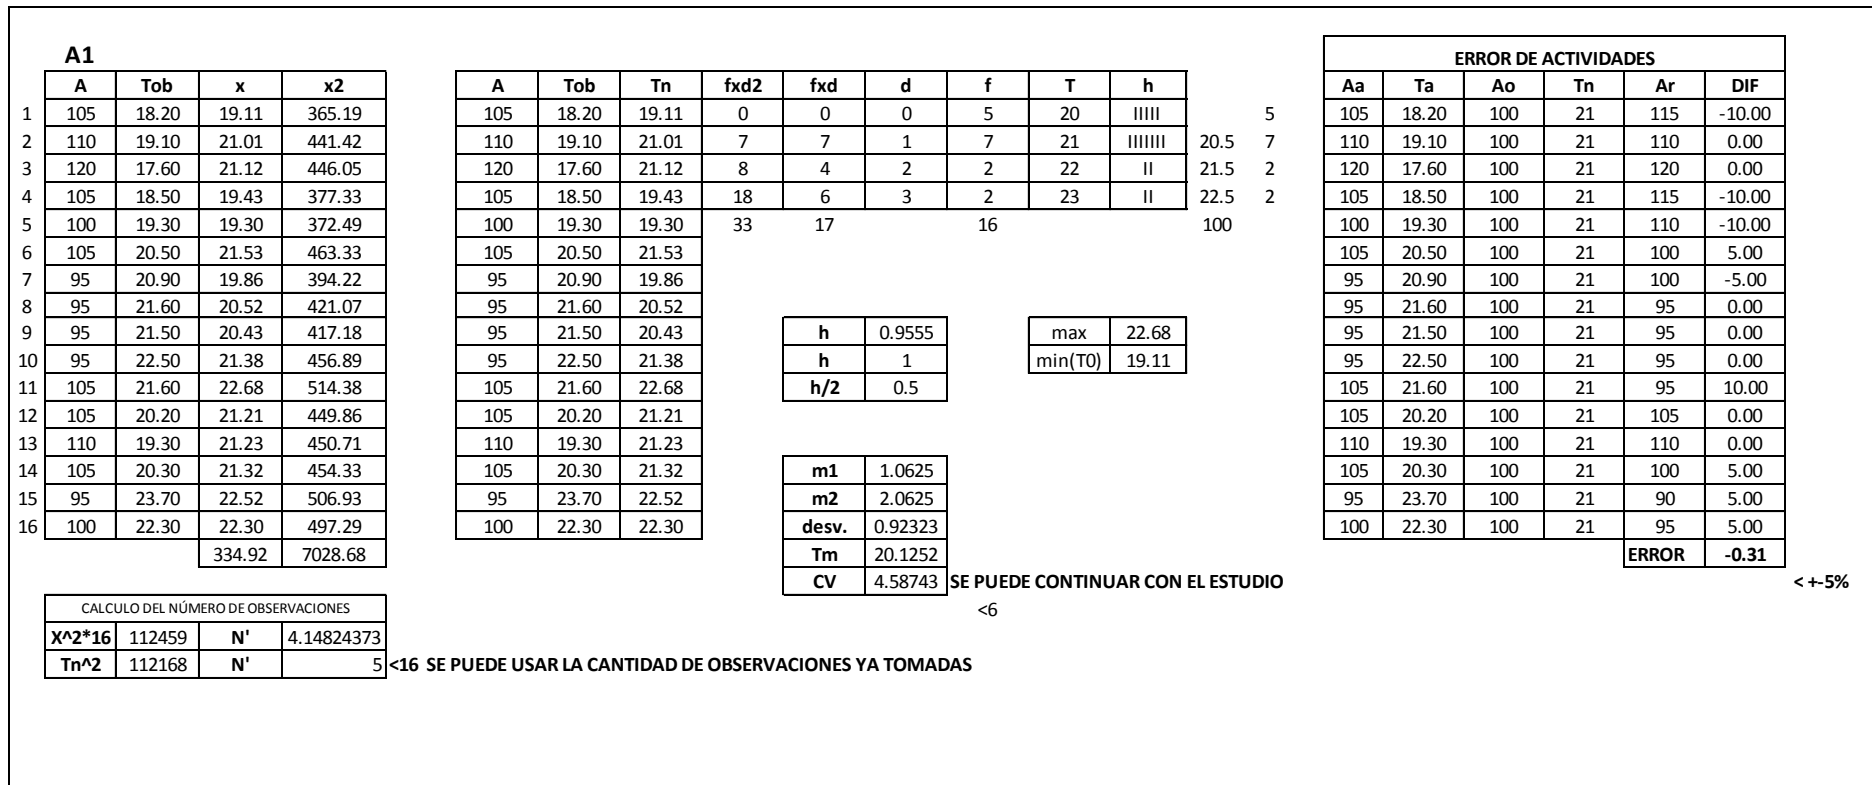 A1
ERROR DE ACTIVIDADES
A Tob x x2 A Tob Tn fxd2 fxd d f T h Aa Ta Ao Tn Ar DIF
1 105 18.20 19.11 365.19 105 18.20 19.11 0 0 0 5 20 IIIII 5 105 18.20 100 21 115 -10.00
2 110 19.10 21.01 441.42 110 19.10 21.01 7 7 1 7 21 IIIIIII 20.5 7 110 19.10 100 21 110 0.00
3 120 17.60 21.12 446.05 120 17.60 21.12 8 4 2 2 22 II 21.5 2 120 17.60 100 21 120 0.00
4 105 18.50 19.43 377.33 105 18.50 19.43 18 6 3 2 23 II 22.5 2 105 18.50 100 21 115 -10.00
5 100 19.30 19.30 372.49 100 19.30 19.30 33 17 16 100 100 19.30 100 21 110 -10.00
6 105 20.50 21.53 463.33 105 20.50 21.53 105 20.50 100 21 100 5.00
7 95 20.90 19.86 394.22 95 20.90 19.86 95 20.90 100 21 100 -5.00
8 95 21.60 20.52 421.07 95 21.60 20.52 95 21.60 100 21 95 0.00
9 95 21.50 20.43 417.18 95 21.50 20.43 h 0.9555 max 22.68 95 21.50 100 21 95 0.00
10 95 22.50 21.38 456.89 95 22.50 21.38 h 1 min(T0) 19.11 95 22.50 100 21 95 0.00
11 105 21.60 22.68 514.38 105 21.60 22.68 h/2 0.5 105 21.60 100 21 95 10.00
12 105 20.20 21.21 449.86 105 20.20 21.21 105 20.20 100 21 105 0.00
13 110 19.30 21.23 450.71 110 19.30 21.23 110 19.30 100 21 110 0.00
14 105 20.30 21.32 454.33 105 20.30 21.32 m1 1.0625 105 20.30 100 21 100 5.00
15 95 23.70 22.52 506.93 95 23.70 22.52 m2 2.0625 95 23.70 100 21 90 5.00
16 100 22.30 22.30 497.29 100 22.30 22.30 desv. 0.92323 100 22.30 100 21 95 5.00
334.92 7028.68 Tm 20.1252 ERROR -0.31
CV 4.58743 SE PUEDE CONTINUAR CON EL ESTUDIO < +-5%
CALCULO DEL NÚMERO DE OBSERVACIONES <6
X^2*16 112459 N' 4.14824373
Tn^2 112168 N' 5 <16 SE PUEDE USAR LA CANTIDAD DE OBSERVACIONES YA TOMADAS